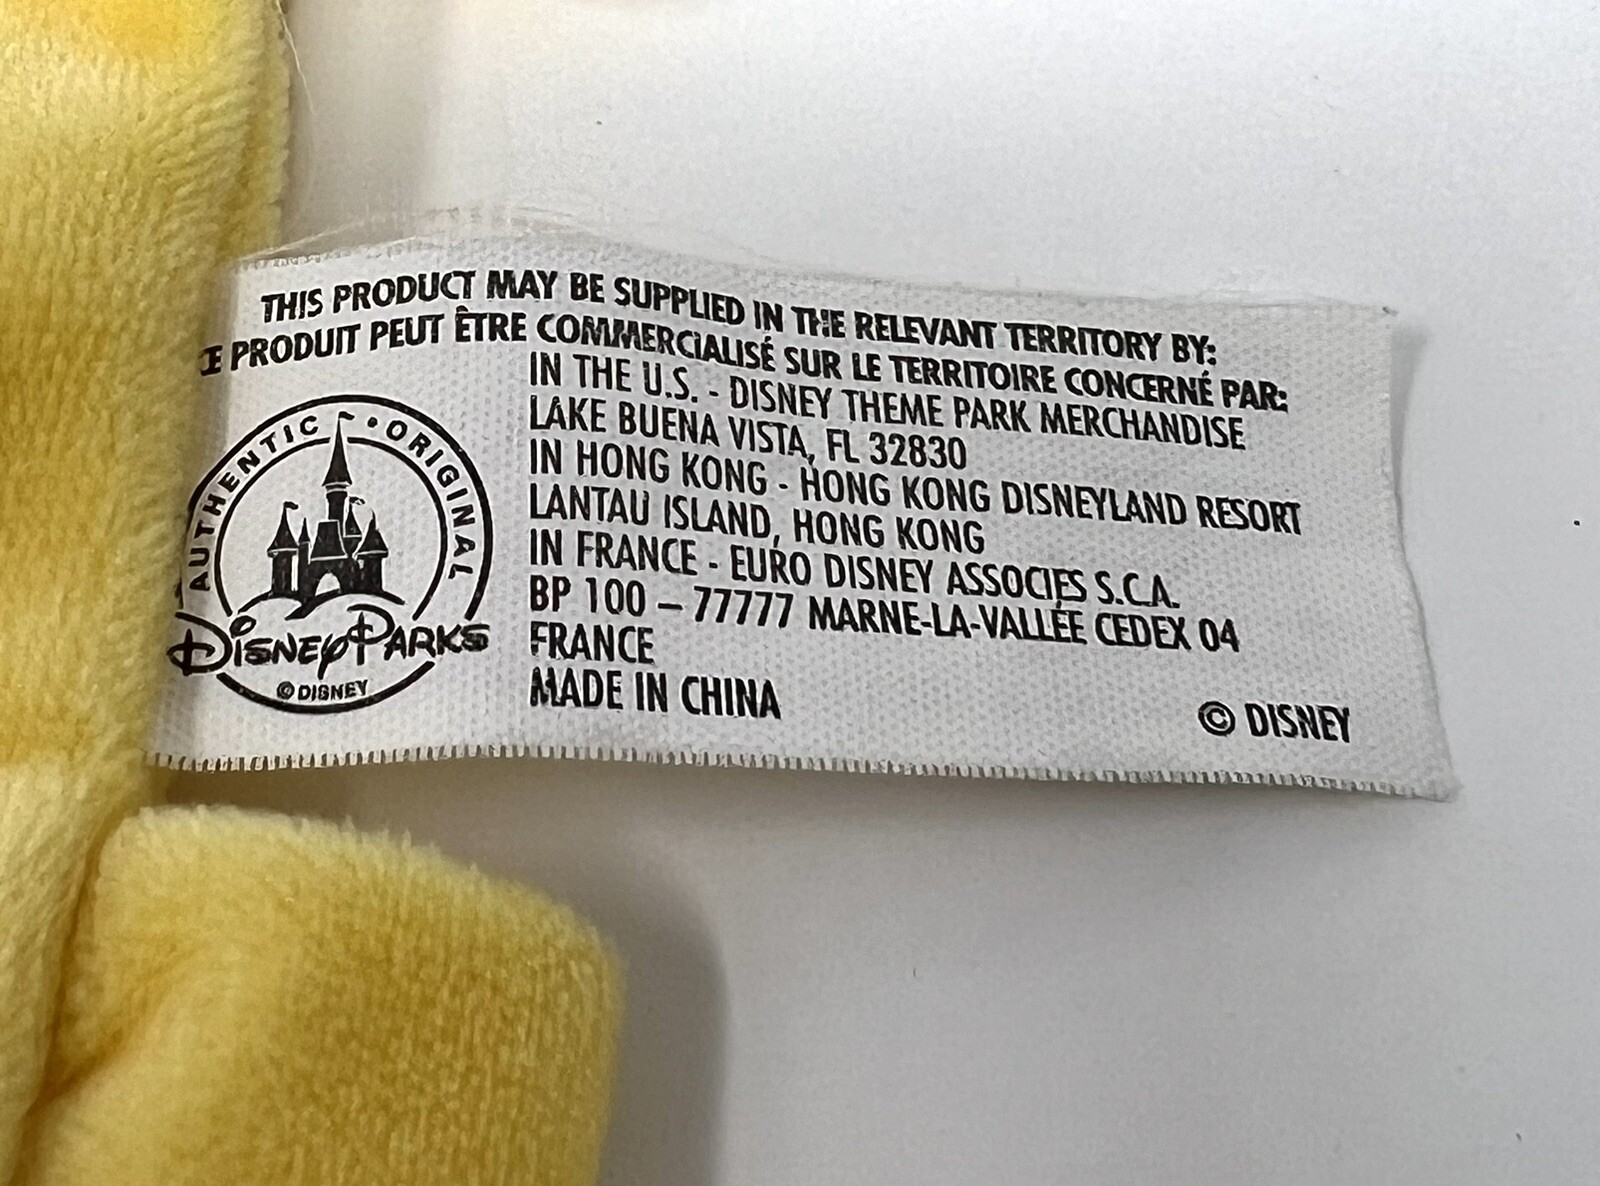 THIS PRODUCT MAY BE SUPPLIED IN THE RELEVANT TERRITORY BY:
CE PRODUIT PEUT ÊTRE COMMERCIALISÉ SUR LE TERRITOIRE CONCERNÉ PAR:
IN THE U.S. - DISNEY THEME PARK MERCHANDISE
LAKE BUENA VISTA, FL 32830
IN HONG KONG - HONG KONG DISNEYLAND RESORT
LANTAU ISLAND, HONG KONG
IN FRANCE - EURO DISNEY ASSOCIES S.C.A.
BP 100 – 77777 MARNE-LA-VALLÉE CEDEX 04
FRANCE
MADE IN CHINA
© DISNEY
AUTHENTIC • ORIGINAL
Disney Parks
© DISNEY